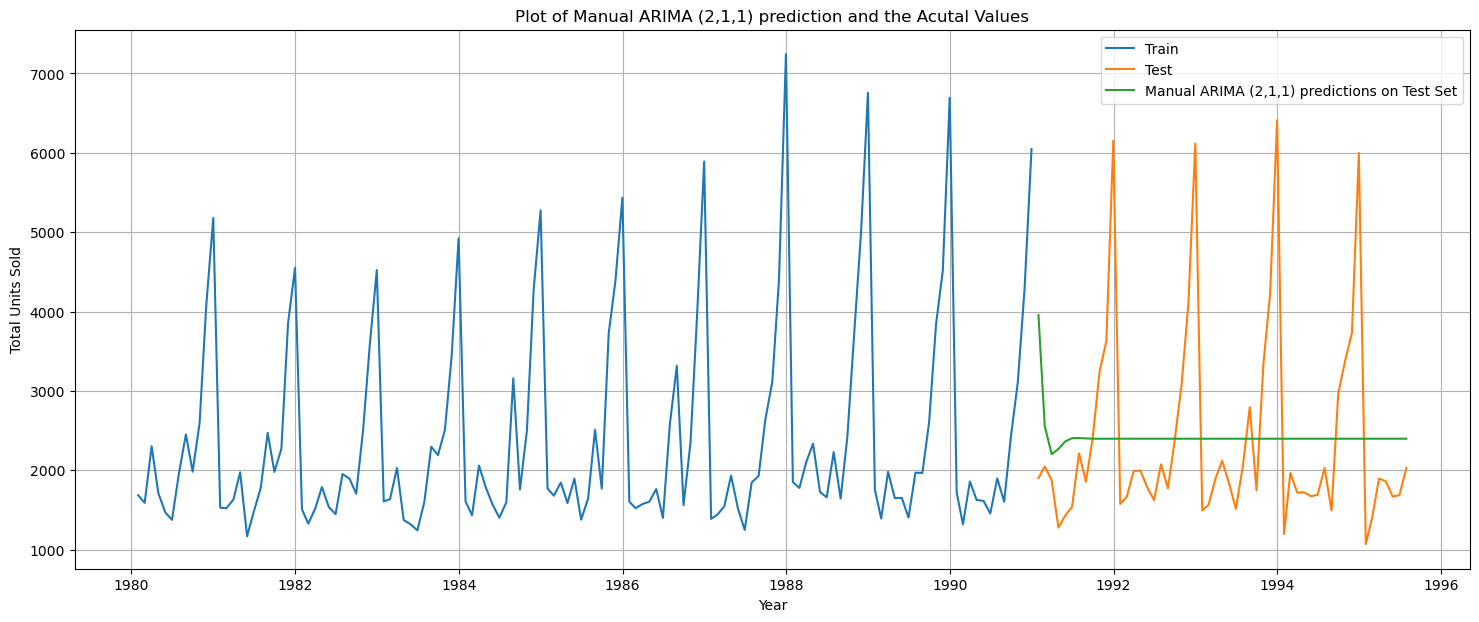 Plot of Manual ARIMA (2,1,1) prediction and the Acutal Values
Train
Test
Manual ARIMA (2,1,1) predictions on Test Set
Total Units Sold
7000
6000
5000
4000
3000
2000
1000
1980 1982 1984 1986 1988 1990 1992 1994 1996
Year